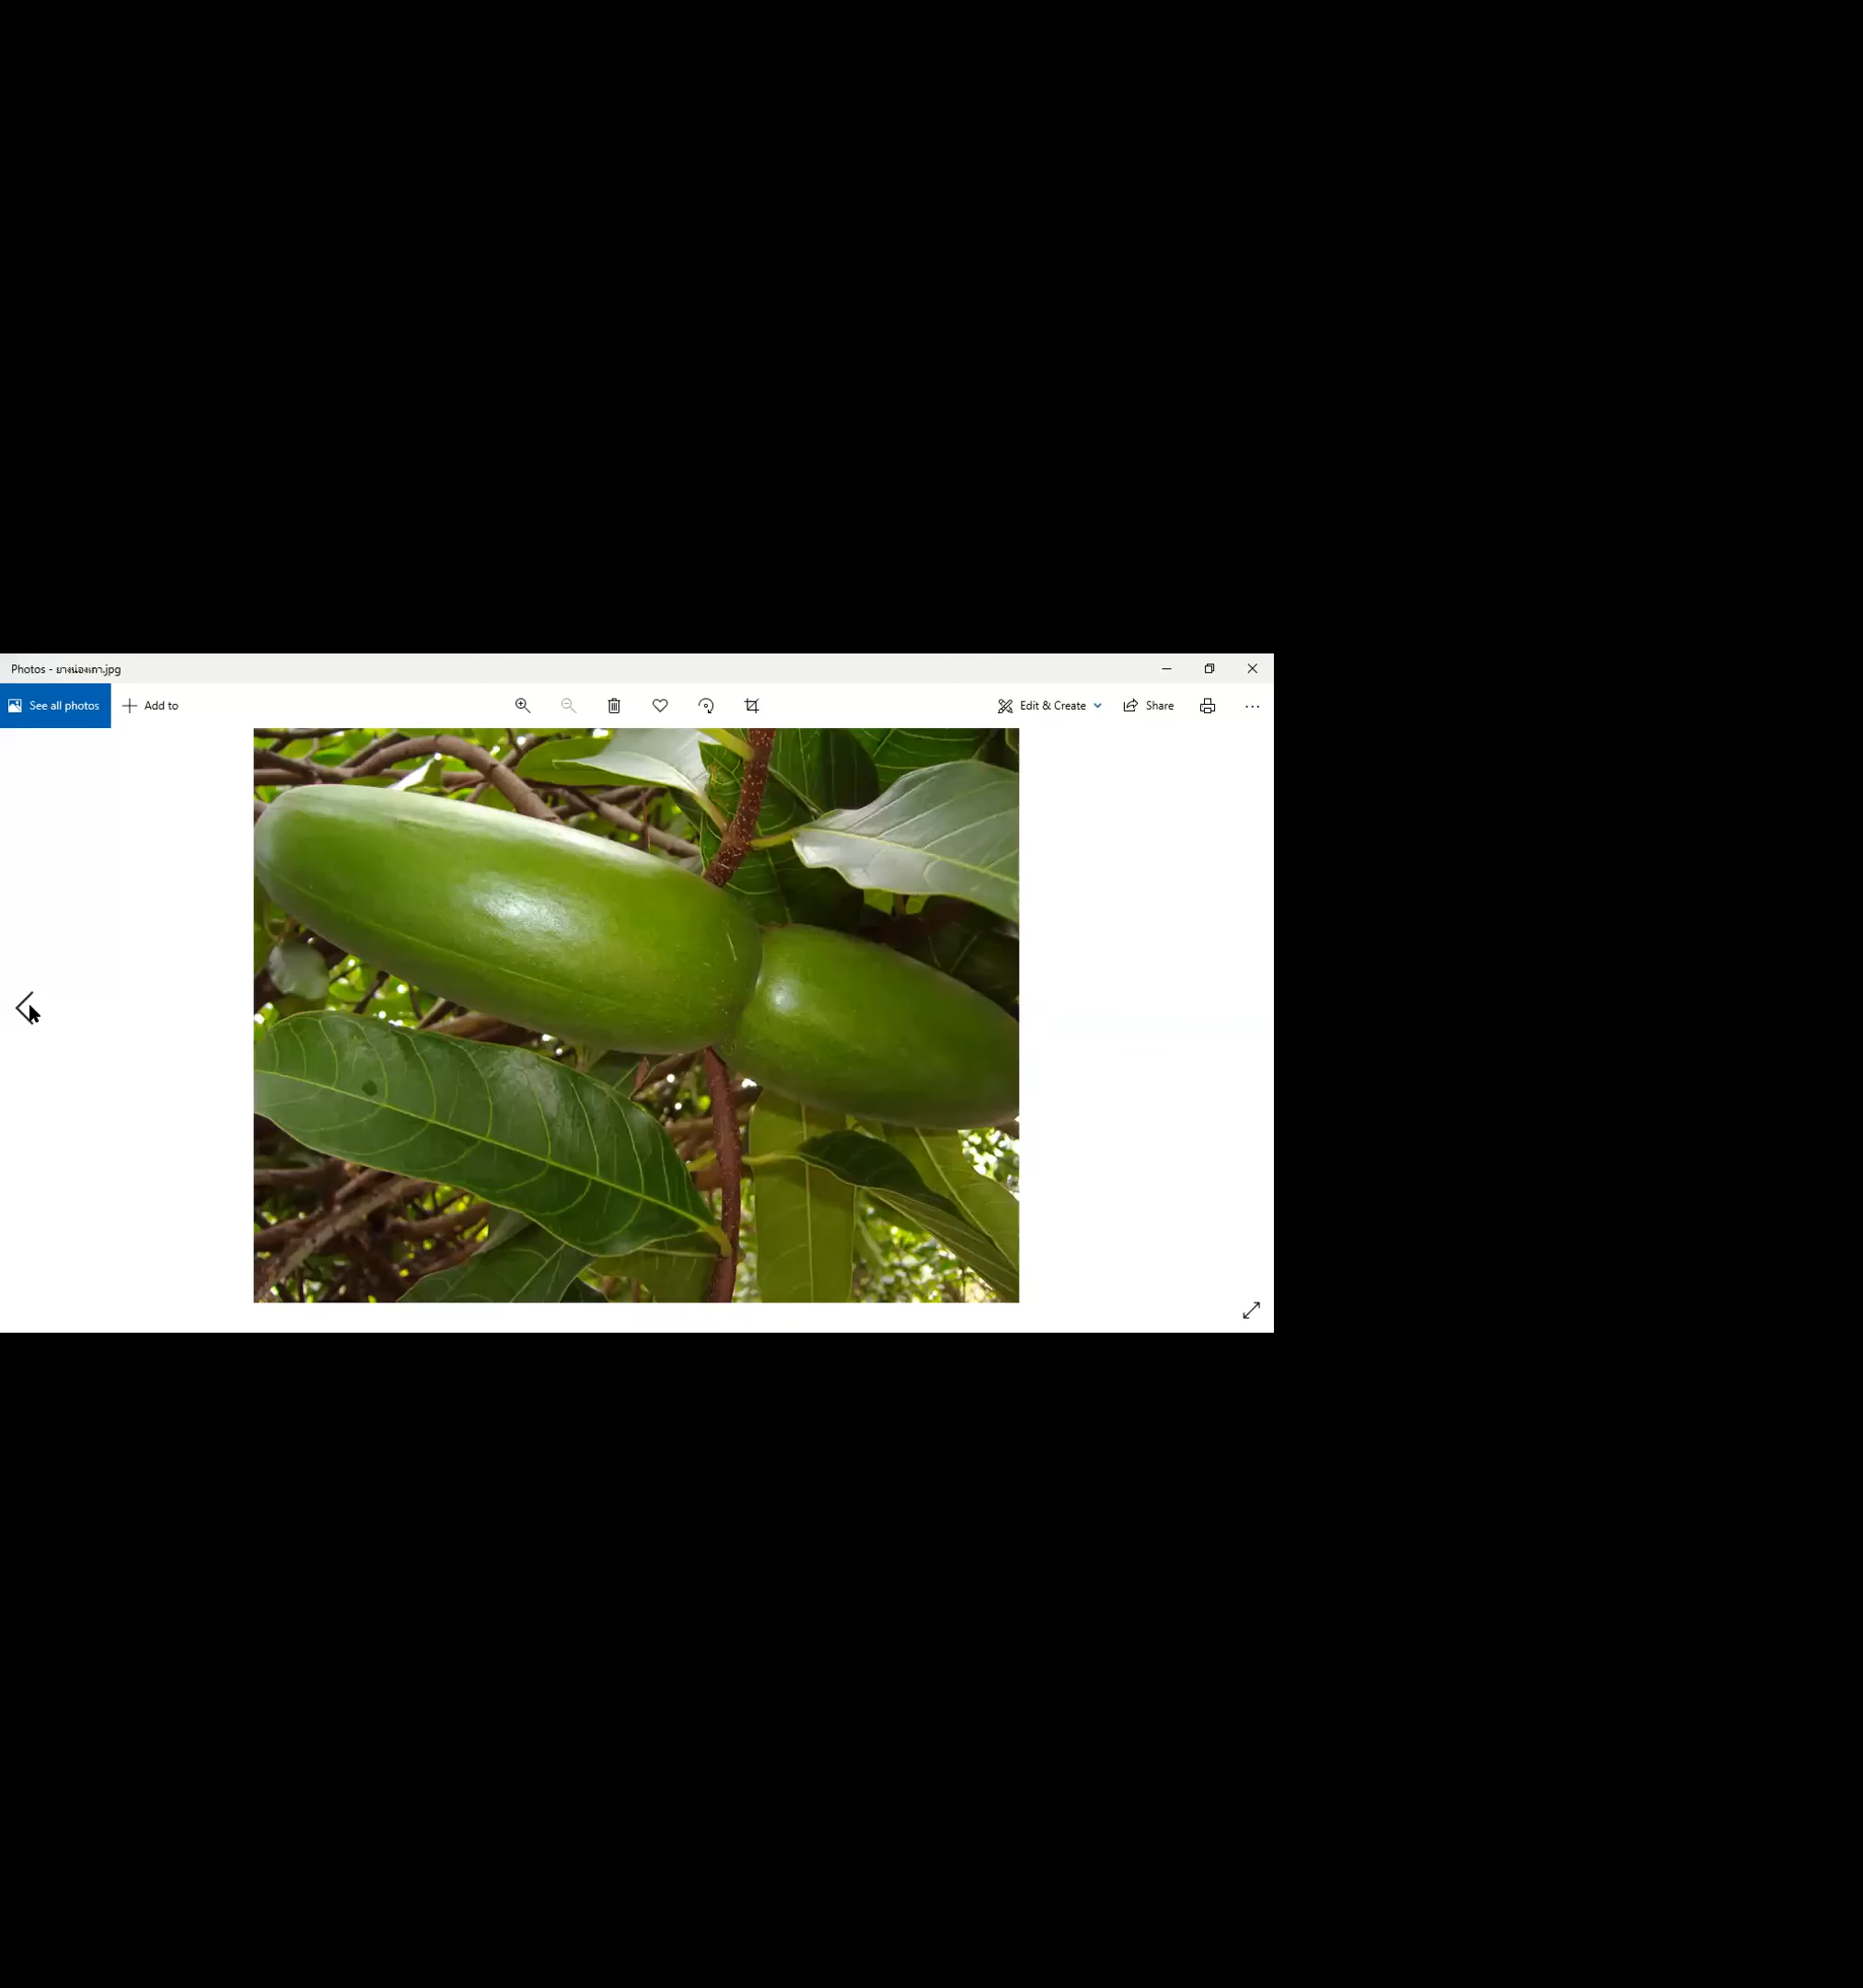 Photos - ยางน่องเถา.jpg
See all photos
Add to
Edit & Create
Share